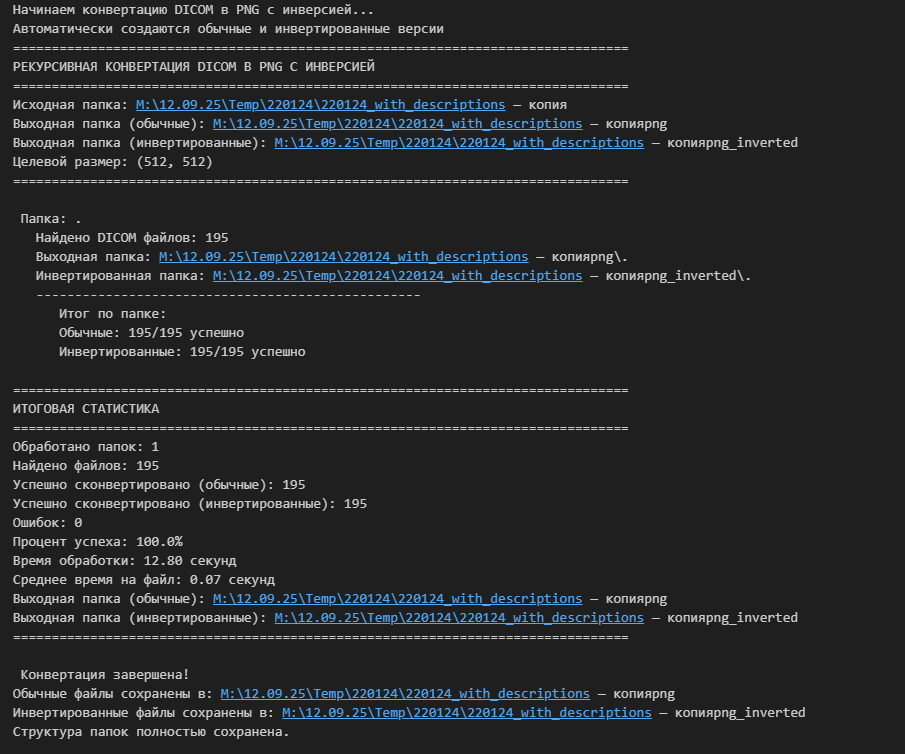 Начинаем конвертацию DICOM в PNG с инверсией...
Автоматически создаются обычные и инвертированные версии
================================================================================
РЕКУРСИВНАЯ КОНВЕРТАЦИЯ DICOM В PNG С ИНВЕРСИЕЙ
================================================================================
Исходная папка: M:\12.09.25\Temp\220124\220124_with_descriptions — копия
Выходная папка (обычные): M:\12.09.25\Temp\220124\220124_with_descriptions — копияpng
Выходная папка (инвертированные): M:\12.09.25\Temp\220124\220124_with_descriptions — копияpng_inverted
Целевой размер: (512, 512)
================================================================================
Папка: .
Найдено DICOM файлов: 195
Выходная папка: M:\12.09.25\Temp\220124\220124_with_descriptions — копияpng\.
Инвертированная папка: M:\12.09.25\Temp\220124\220124_with_descriptions — копияpng_inverted\.
--------------------------------------------------
Итог по папке:
Обычные: 195/195 успешно
Инвертированные: 195/195 успешно
================================================================================
ИТОГОВАЯ СТАТИСТИКА
================================================================================
Обработано папок: 1
Найдено файлов: 195
Успешно сконвертировано (обычные): 195
Успешно сконвертировано (инвертированные): 195
Ошибок: 0
Процент успеха: 100.0%
Время обработки: 12.80 секунд
Среднее время на файл: 0.07 секунд
Выходная папка (обычные): M:\12.09.25\Temp\220124\220124_with_descriptions — копияpng
Выходная папка (инвертированные): M:\12.09.25\Temp\220124\220124_with_descriptions — копияpng_inverted
================================================================================
Конвертация завершена!
Обычные файлы сохранены в: M:\12.09.25\Temp\220124\220124_with_descriptions — копияpng
Инвертированные файлы сохранены в: M:\12.09.25\Temp\220124\220124_with_descriptions — копияpng_inverted
Структура папок полностью сохранена.